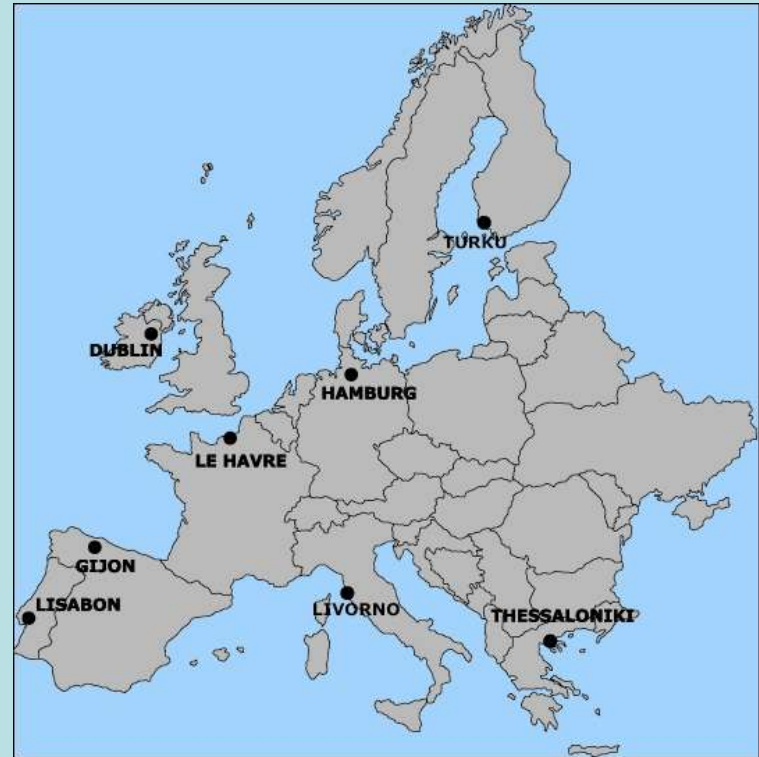 TURKU
DUBLIN
HAMBURG
LE HAVRE
GIJON
LISABON
LIVORNO
THESSALONIKI